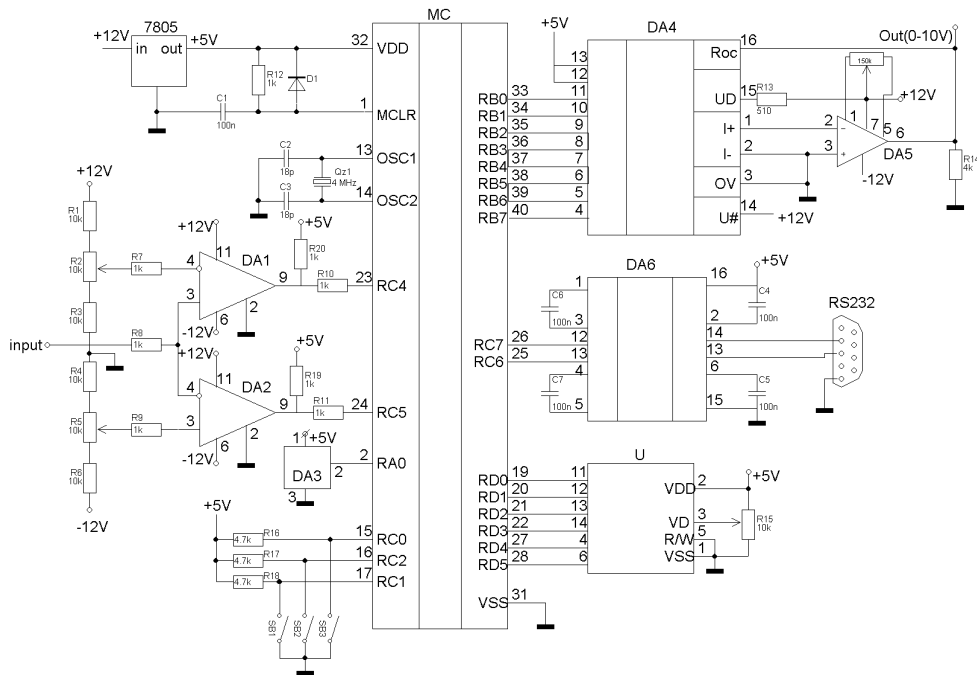 MC
7805
+12V in out +5V
32 VDD
R12
1k
D1
C1
100n
1 MCLR
13 OSC1
C2
18p
Qz1
4 MHz
C3
18p
14 OSC2
+12V
R1
10k
R2
10k
R3
10k
R4
10k
R5
10k
R6
10k
-12V
input
R7
1k
R8
1k
R9
1k
+12V
11
DA1
4
3
9
6
2
-12V
+5V
R20
1k
R10
1k
23 RC4
+12V
11
DA2
4
3
9
6
2
-12V
+5V
R19
1k
R11
1k
24 RC5
1 +5V
DA3
2
3
2 RA0
+5V
4.7k R16
4.7k R17
4.7k R18
15 RC0
16 RC2
17 RC1
SB1
SB2
SB3
DA4
+5V
13
12
RB0 33 11
RB1 34 10
RB2 35 9
RB3 36 8
RB4 37 7
RB5 38 6
RB6 39 5
RB7 40 4
Roc 16
UD 15
R13
510
I+ 1
I- 2
OV 3
U# 14
+12V
Out(0-10V)
150k
+12V
2
3
1
7
5
6
−
+
4
DA5
-12V
R14
4k
DA6
RC7 26 12
RC6 25 13
1
3
C6
100n
4
5
C7
100n
16
+5V
C4
100n
2
14
13
6
C5
100n
15
RS232
U
RD0 19 11
RD1 20 12
RD2 21 13
RD3 22 14
RD4 27 4
RD5 28 6
VDD 2
VD 3
R/W 5
VSS 1
+5V
R15
10k
VSS 31